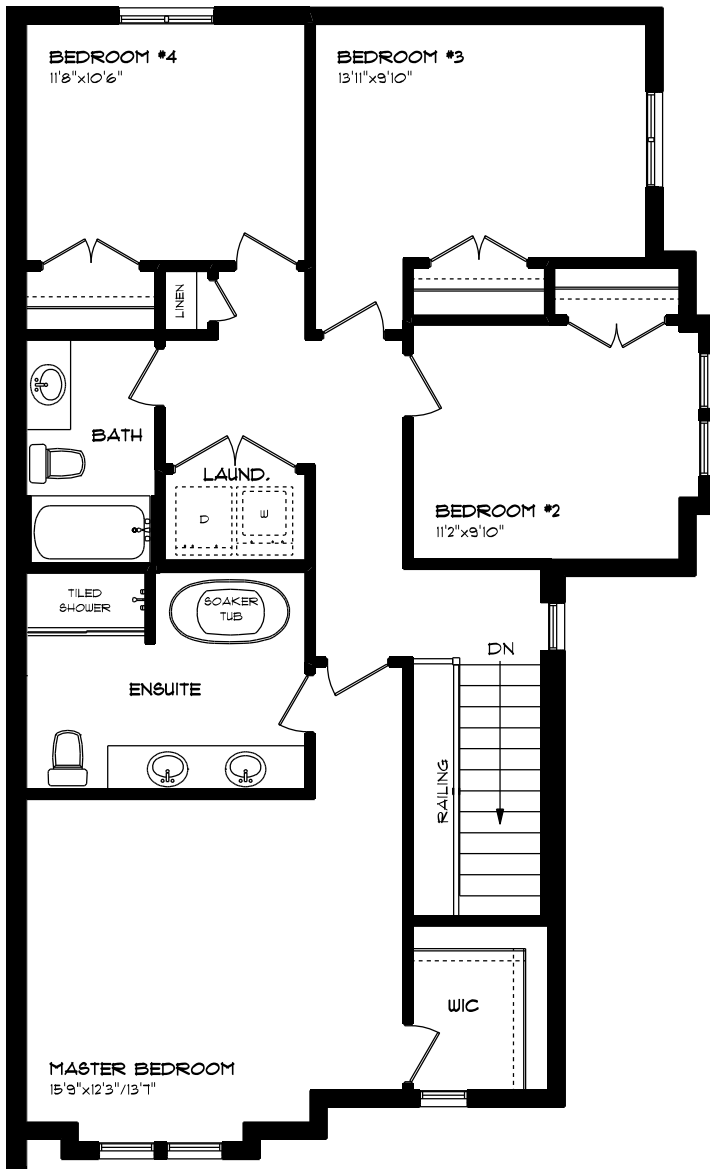 BEDROOM #4
11'8"x10'6"
BEDROOM #3
13'11"x9'10"
LINEN
BATH
LAUND.
D
W
BEDROOM #2
11'2"x9'10"
TILED
SHOWER
SOAKER
TUB
DN
ENSUITE
RAILING
WIC
MASTER BEDROOM
15'9"x12'3"/13'7"